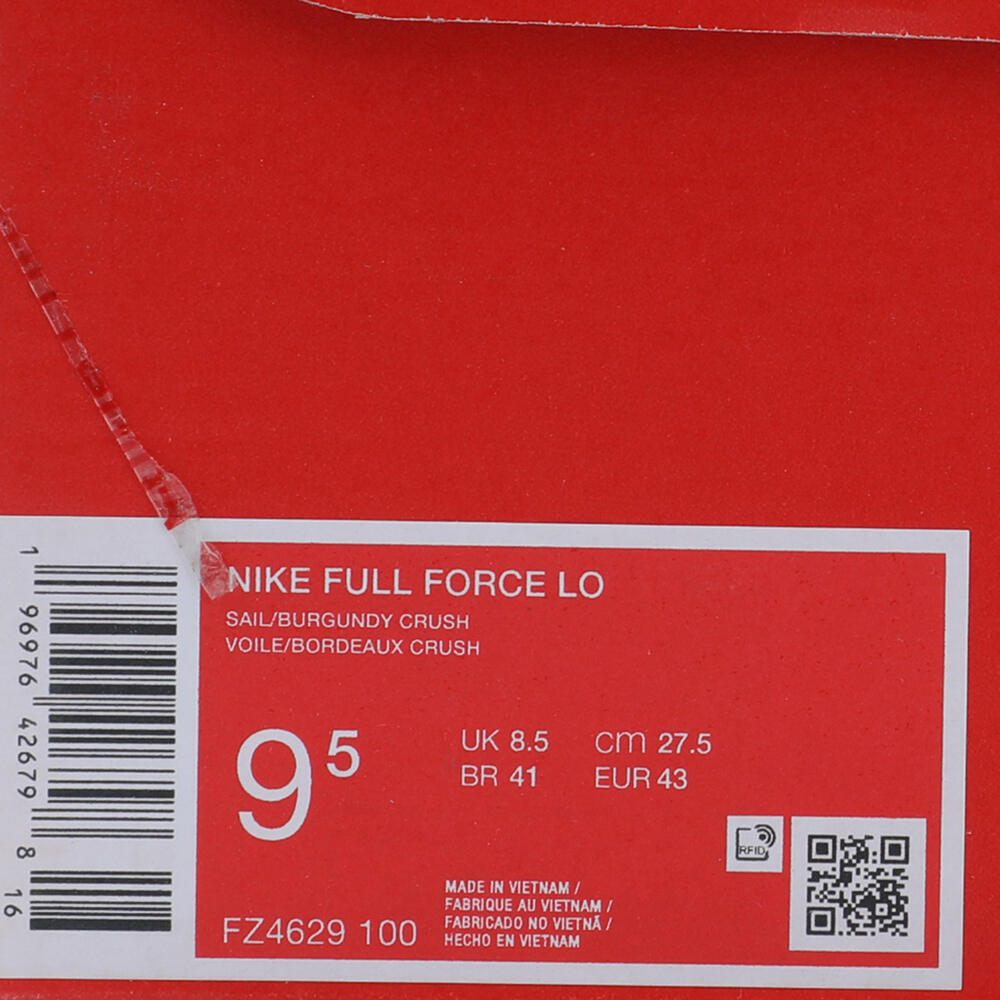 NIKE FULL FORCE LO
SAIL/BURGUNDY CRUSH
VOILE/BORDEAUX CRUSH
9 5
UK 8.5 cm 27.5
BR 41 EUR 43
RFID
MADE IN VIETNAM /
FABRIQUE AU VIETNAM /
FABRICADO NO VIETNÃ /
HECHO EN VIETNAM
FZ4629 100
1 96976 42679 8 16